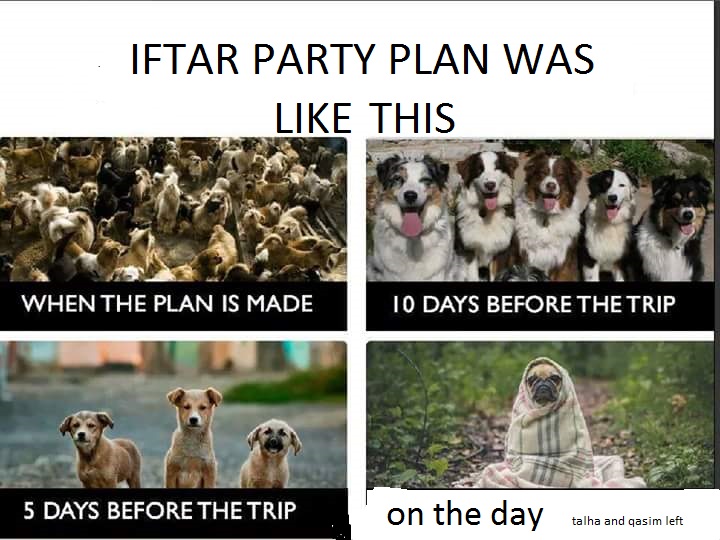 IFTAR PARTY PLAN WAS
LIKE THIS
WHEN THE PLAN IS MADE
10 DAYS BEFORE THE TRIP
5 DAYS BEFORE THE TRIP
on the day
talha and qasim left